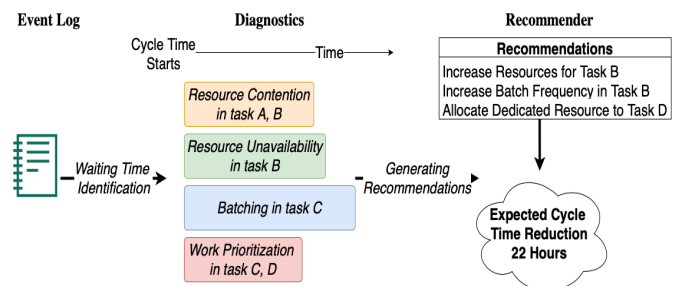 Event Log
Diagnostics
Recommender
Cycle Time
Starts
Time
Recommendations
Increase Resources for Task B
Increase Batch Frequency in Task B
Allocate Dedicated Resource to Task D
Resource Contention
in task A, B
Resource Unavailability
in task B
Waiting Time
Identification
Batching in task C
Generating
Recommendations
Work Prioritization
in task C, D
Expected Cycle
Time Reduction
22 Hours